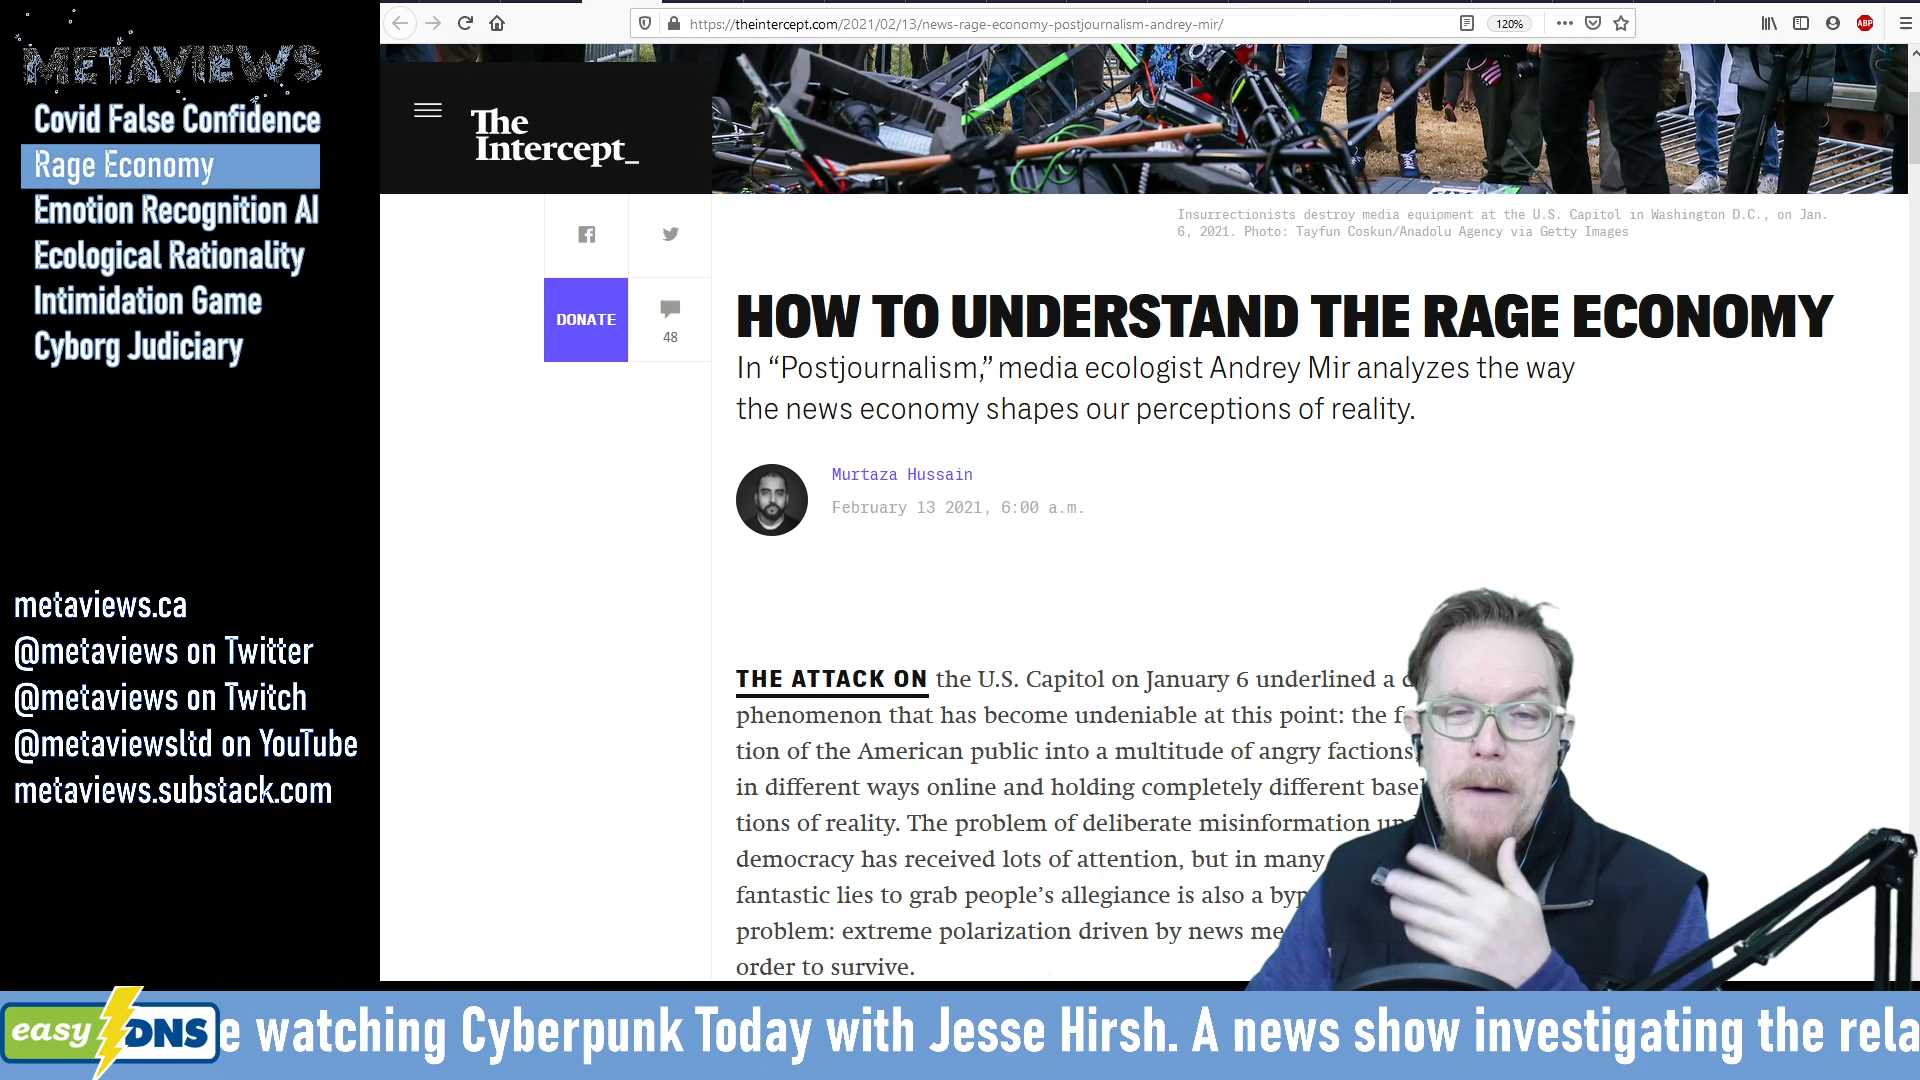 METAVIEWS
Covid False Confidence
Rage Economy
Emotion Recognition AI
Ecological Rationality
Intimidation Game
Cyborg Judiciary
metaviews.ca
@metaviews on Twitter
@metaviews on Twitch
@metaviewsltd on YouTube
metaviews.substack.com
https://theintercept.com/2021/02/13/news-rage-economy-postjournalism-andrey-mir/
120%
ABP
The
Intercept_
Insurrectionists destroy media equipment at the U.S. Capitol in Washington D.C., on Jan.
6, 2021. Photo: Tayfun Coskun/Anadolu Agency via Getty Images
DONATE
48
HOW TO UNDERSTAND THE RAGE ECONOMY
In “Postjournalism,” media ecologist Andrey Mir analyzes the way
the news economy shapes our perceptions of reality.
Murtaza Hussain
February 13 2021, 6:00 a.m.
THE ATTACK ON the U.S. Capitol on January 6 underlined a
phenomenon that has become undeniable at this point: the
tion of the American public into a multitude of angry factions,
in different ways online and holding completely different
tions of reality. The problem of deliberate misinformation
democracy has received lots of attention, but in many
fantastic lies to grab people’s allegiance is also a
problem: extreme polarization driven by news
order to survive.
easyDNS
e watching Cyberpunk Today with Jesse Hirsh. A news show investigating the rela